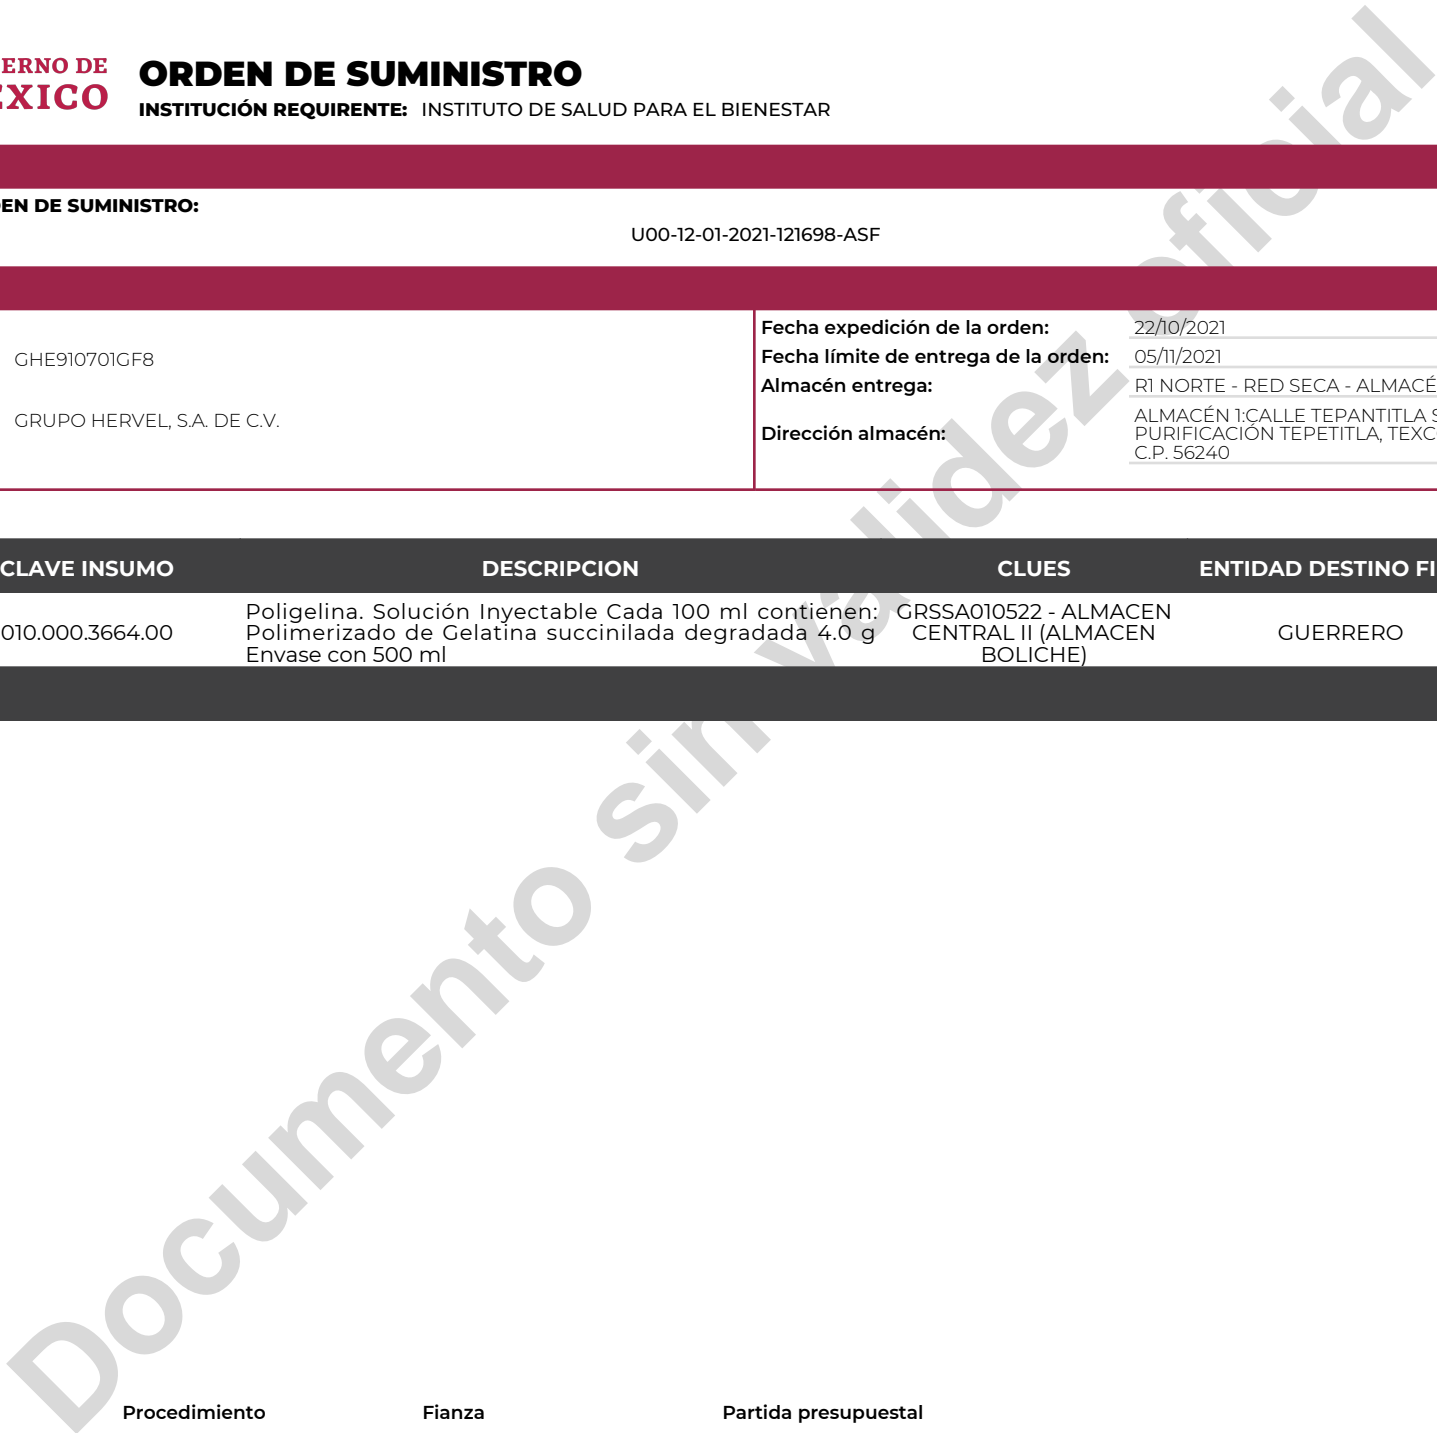 ERNO DE
ÉXICO
ORDEN DE SUMINISTRO
INSTITUCIÓN REQUIRENTE: INSTITUTO DE SALUD PARA EL BIENESTAR
EN DE SUMINISTRO:
U00-12-01-2021-121698-ASF
GHE910701GF8
GRUPO HERVEL, S.A. DE C.V.
Fecha expedición de la orden: 22/10/2021
Fecha límite de entrega de la orden: 05/11/2021
Almacén entrega: R1 NORTE - RED SECA - ALMACÉ
Dirección almacén:
ALMACÉN 1:CALLE TEPANTITLA S
PURIFICACIÓN TEPETITLA, TEXC
C.P. 56240
CLAVE INSUMO DESCRIPCION CLUES ENTIDAD DESTINO FI
010.000.3664.00
Poligelina. Solución Inyectable Cada 100 ml contienen:
Polimerizado de Gelatina succinilada degradada 4.0 g
Envase con 500 ml
GRSSA010522 - ALMACEN
CENTRAL II (ALMACEN
BOLICHE)
GUERRERO
Documento sin validez oficial
Procedimiento Fianza Partida presupuestal